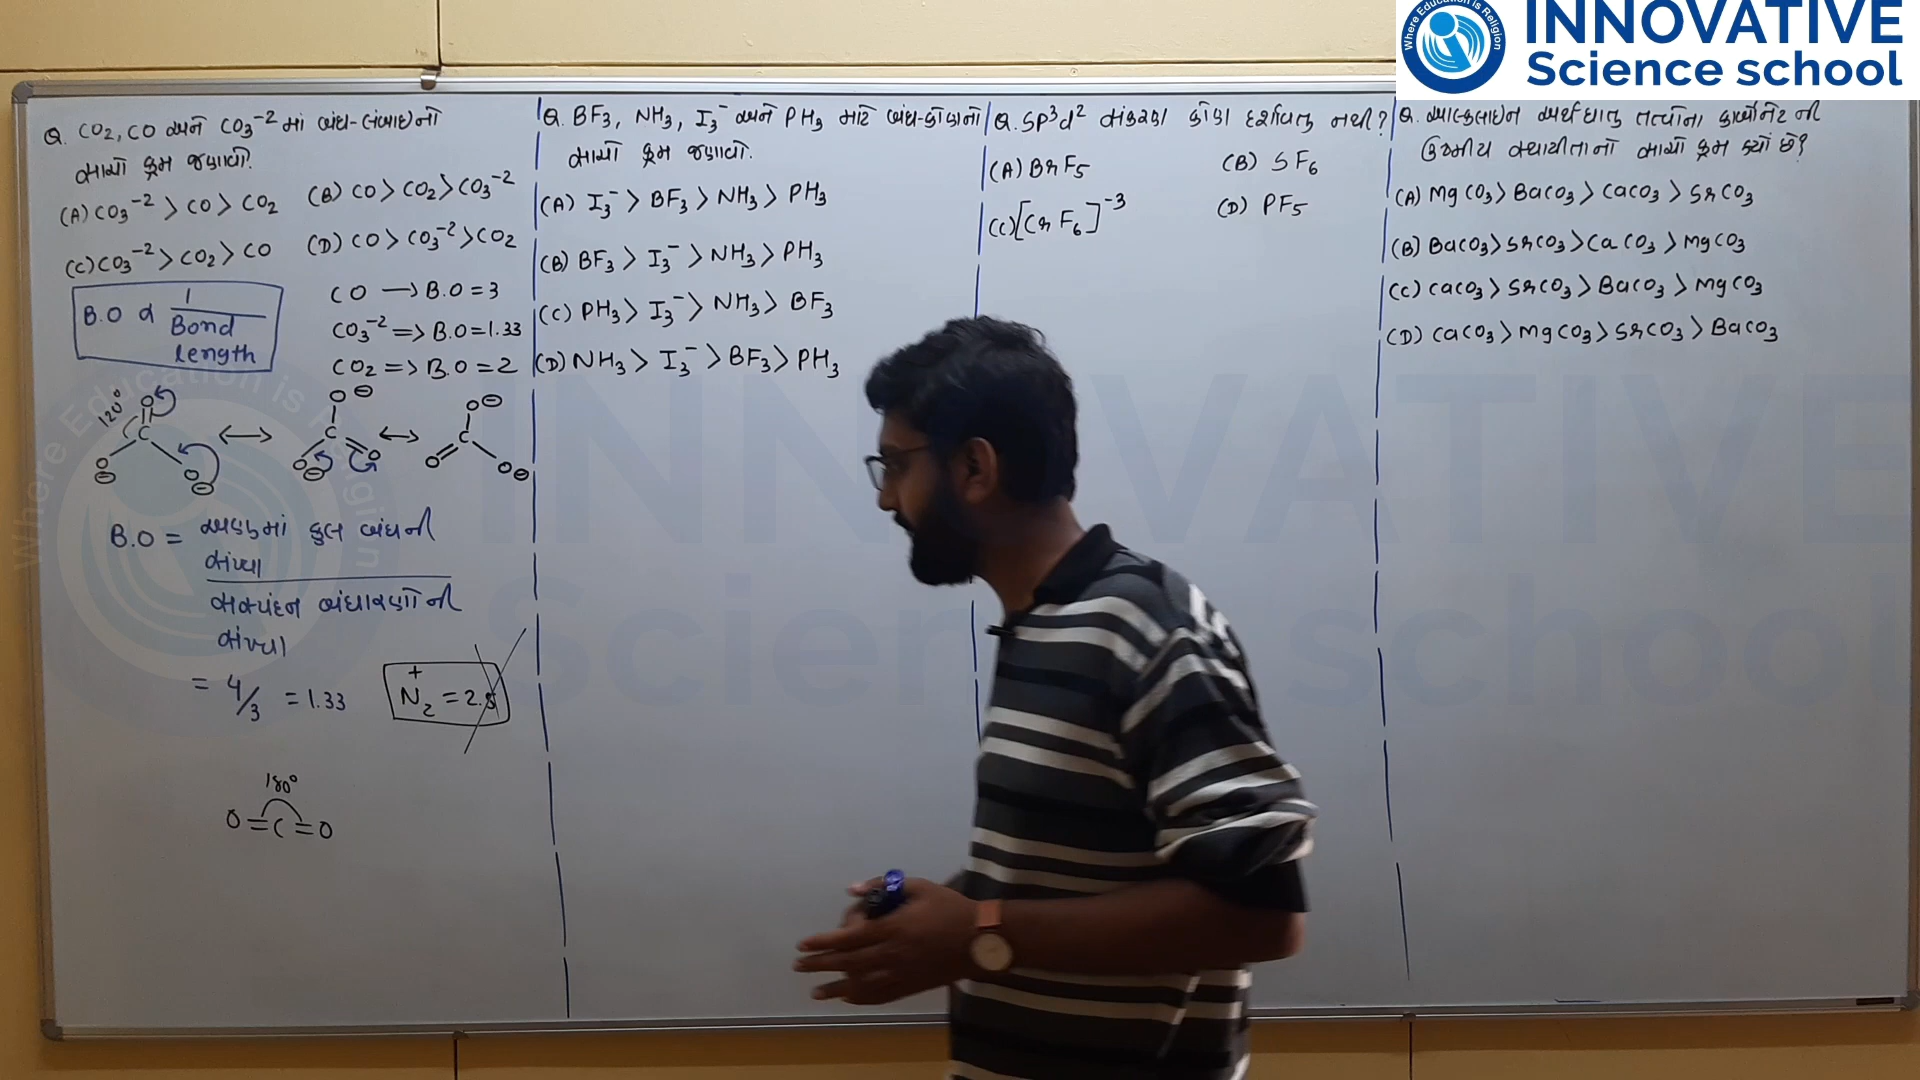 Where Education is Religion
INNOVATIVE
Science school
Q. CO₂, CO અને CO₃⁻² માં બંધ-લંબાઇનો
સાચો ક્રમ જણાવો.
(A) CO₃⁻² > CO > CO₂
(B) CO > CO₂ > CO₃⁻²
(C) CO₃⁻² > CO₂ > CO
(D) CO > CO₃⁻² > CO₂
B.O α 1 / Bond
length
CO → B.O = 3
CO₃⁻² => B.O = 1.33
CO₂ => B.O = 2
120°
O
C
O ⊖
O ⊖
↔
O ⊖
C
O ⊖
O
↔
O ⊖
C
O
O ⊖
B.O = અણુમાં કુલ બંધની
સંખ્યા
સસ્પંદન બંધારણોની
સંખ્યા
= 4/3 = 1.33
N₂⁺ = 2.5
180°
O=C=O
Q. BF₃, NH₃, I₃⁻ અને PH₃ માટે બંધ-કોણનો
સાચો ક્રમ જણાવો.
(A) I₃⁻ > BF₃ > NH₃ > PH₃
(B) BF₃ > I₃⁻ > NH₃ > PH₃
(C) PH₃ > I₃⁻ > NH₃ > BF₃
(D) NH₃ > I₃⁻ > BF₃ > PH₃
Q. SP³d² સંકરણ કોણ દર્શાવતુ નથી?
(A) BrF₅
(B) SF₆
(C) [CrF₆]⁻³
(D) PF₅
Q. આલ્કલાઇન અર્થધાતુ તત્વોના કાર્બોનેટ ની
ઉષ્મીય સ્થાયીતાનો સાચો ક્રમ ક્યો છે?
(A) MgCO₃ > BaCO₃ > CaCO₃ > SrCO₃
(B) BaCO₃ > SrCO₃ > CaCO₃ > MgCO₃
(C) CaCO₃ > SrCO₃ > BaCO₃ > MgCO₃
(D) CaCO₃ > MgCO₃ > SrCO₃ > BaCO₃